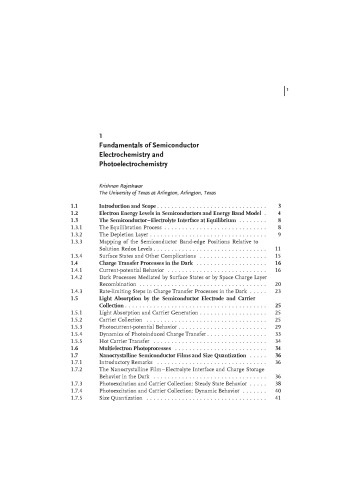 1
1
Fundamentals of Semiconductor
Electrochemistry and
Photoelectrochemistry
Krishnan Rajeshwar
The University of Texas at Arlington, Arlington, Texas
1.1 Introduction and Scope . . . . . . . . . . . . . . . . . . . . . . . . . . . . . . . 3
1.2 Electron Energy Levels in Semiconductors and Energy Band Model . 4
1.3 The Semiconductor–Electrolyte Interface at Equilibrium . . . . . . . . 8
1.3.1 The Equilibration Process . . . . . . . . . . . . . . . . . . . . . . . . . . . . . 8
1.3.2 The Depletion Layer . . . . . . . . . . . . . . . . . . . . . . . . . . . . . . . . . 9
1.3.3 Mapping of the Semiconductor Band-edge Positions Relative to
Solution Redox Levels . . . . . . . . . . . . . . . . . . . . . . . . . . . . . . . . 11
1.3.4 Surface States and Other Complications . . . . . . . . . . . . . . . . . . . 15
1.4 Charge Transfer Processes in the Dark . . . . . . . . . . . . . . . . . . . . 16
1.4.1 Current-potential Behavior . . . . . . . . . . . . . . . . . . . . . . . . . . . . 16
1.4.2 Dark Processes Mediated by Surface States or by Space Charge Layer
Recombination . . . . . . . . . . . . . . . . . . . . . . . . . . . . . . . . . . . . 20
1.4.3 Rate-limiting Steps in Charge Transfer Processes in the Dark . . . . . 23
1.5 Light Absorption by the Semiconductor Electrode and Carrier
Collection . . . . . . . . . . . . . . . . . . . . . . . . . . . . . . . . . . . . . . . . 25
1.5.1 Light Absorption and Carrier Generation . . . . . . . . . . . . . . . . . . . 25
1.5.2 Carrier Collection . . . . . . . . . . . . . . . . . . . . . . . . . . . . . . . . . . 25
1.5.3 Photocurrent-potential Behavior . . . . . . . . . . . . . . . . . . . . . . . . . 29
1.5.4 Dynamics of Photoinduced Charge Transfer . . . . . . . . . . . . . . . . . 33
1.5.5 Hot Carrier Transfer . . . . . . . . . . . . . . . . . . . . . . . . . . . . . . . . 34
1.6 Multielectron Photoprocesses . . . . . . . . . . . . . . . . . . . . . . . . . . 34
1.7 Nanocrystalline Semiconductor Films and Size Quantization . . . . . 36
1.7.1 Introductory Remarks . . . . . . . . . . . . . . . . . . . . . . . . . . . . . . . 36
1.7.2 The Nanocrystalline Film–Electrolyte Interface and Charge Storage
Behavior in the Dark . . . . . . . . . . . . . . . . . . . . . . . . . . . . . . . . 36
1.7.3 Photoexcitation and Carrier Collection: Steady State Behavior . . . . . 38
1.7.4 Photoexcitation and Carrier Collection: Dynamic Behavior . . . . . . . 40
1.7.5 Size Quantization . . . . . . . . . . . . . . . . . . . . . . . . . . . . . . . . . . 41